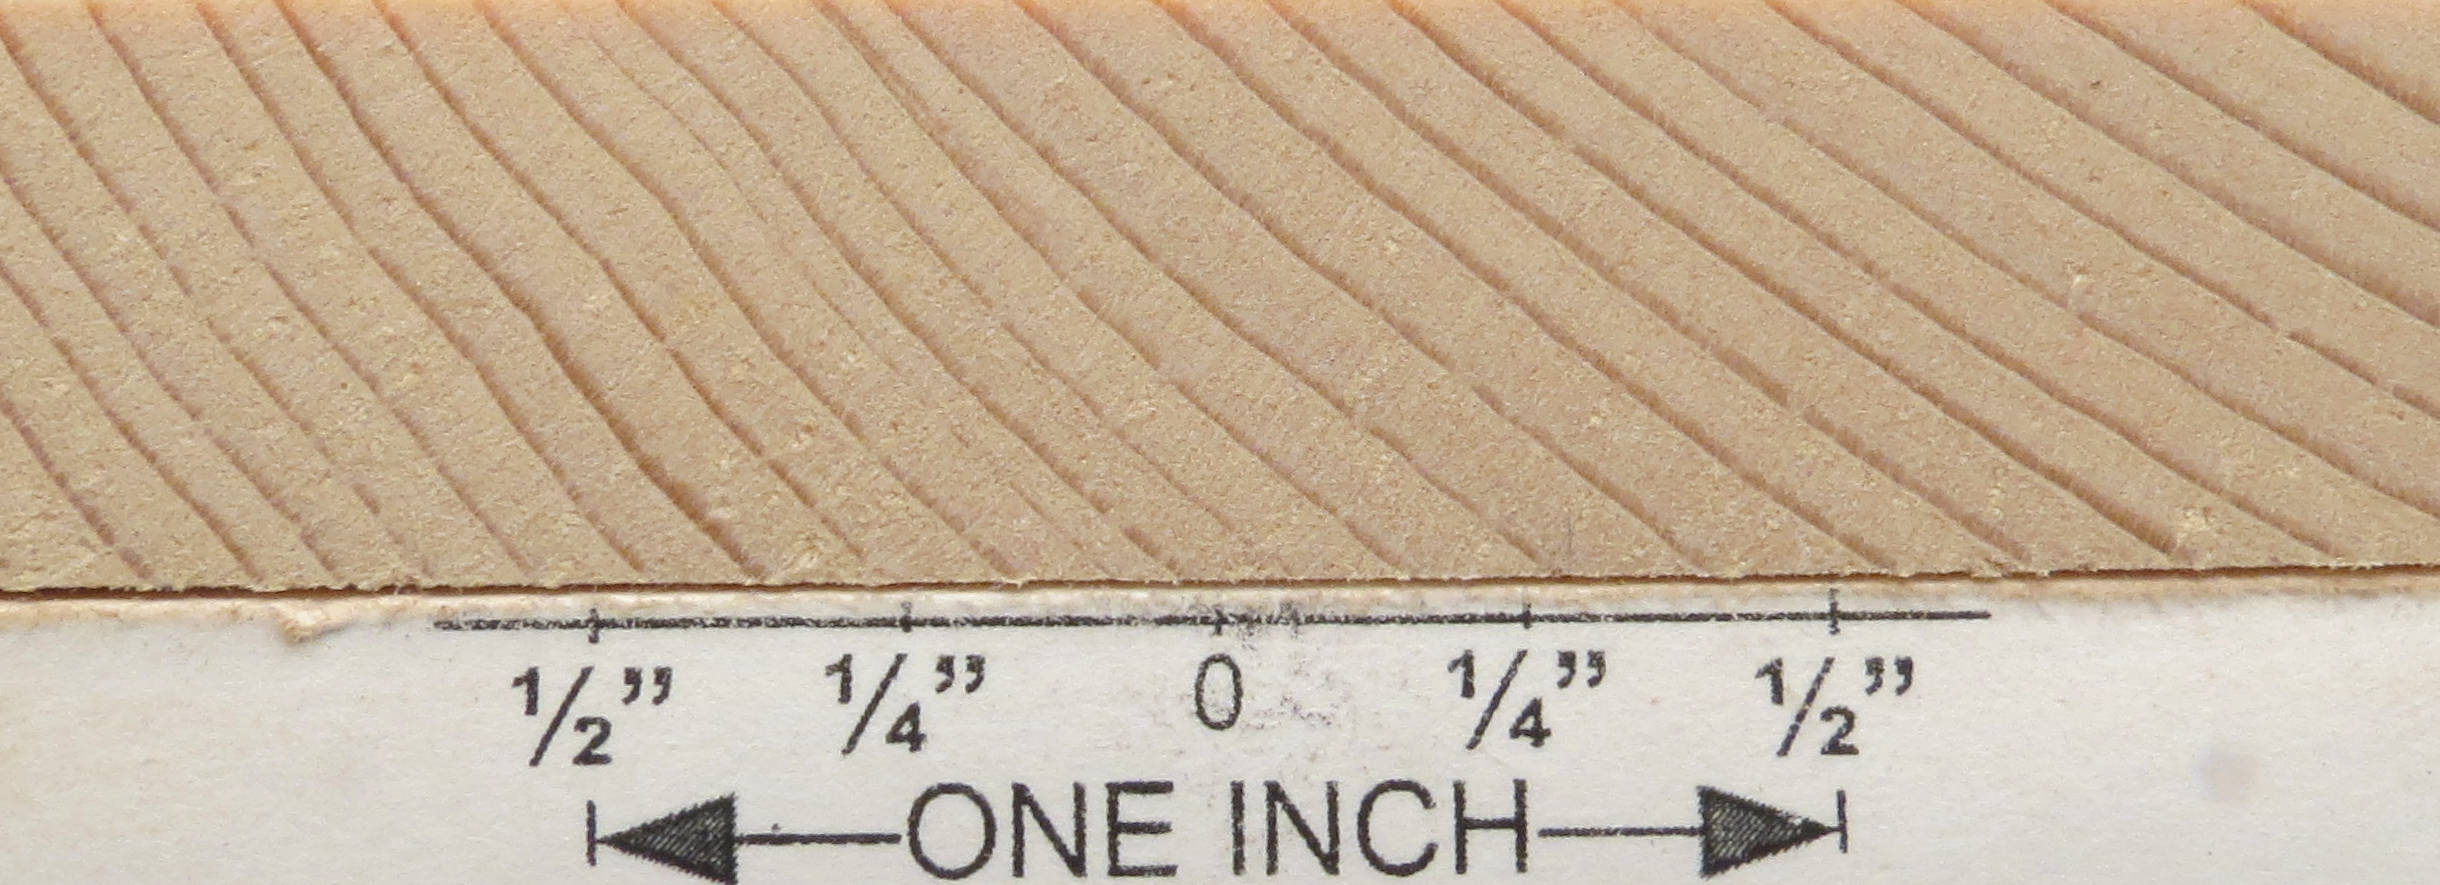 1/2” 1/4” 0 1/4” 1/2”
ONE INCH